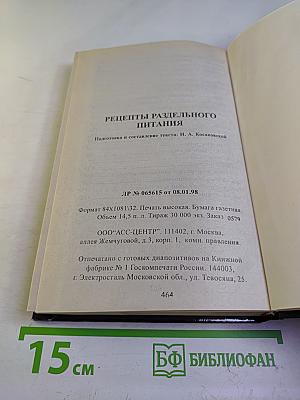 РЕЦЕПТЫ РАЗДЕЛЬНОГО
ПИТАНИЯ
Подготовка и составление текста: Н. А. Козановской
ЛР № 065615 от 08.01.98
Формат 84Х1081\32. Печать высокая. Бумага газетная.
Объем 14,5 п. л. Тираж 30 000 экз. Заказ 0579
ООО"АСС-ЦЕНТР". 111402, г. Москва,
аллея Жемчуговой, д.3, корп. 1, комн. правления.
Отпечатано с готовых диапозитивов на Книжной
фабрике № 1 Госкомпечати России. 144003,
г. Электросталь Московской обл., ул. Тевосяна, 25.
464
15 СМ
БФ БИБЛИОФАН